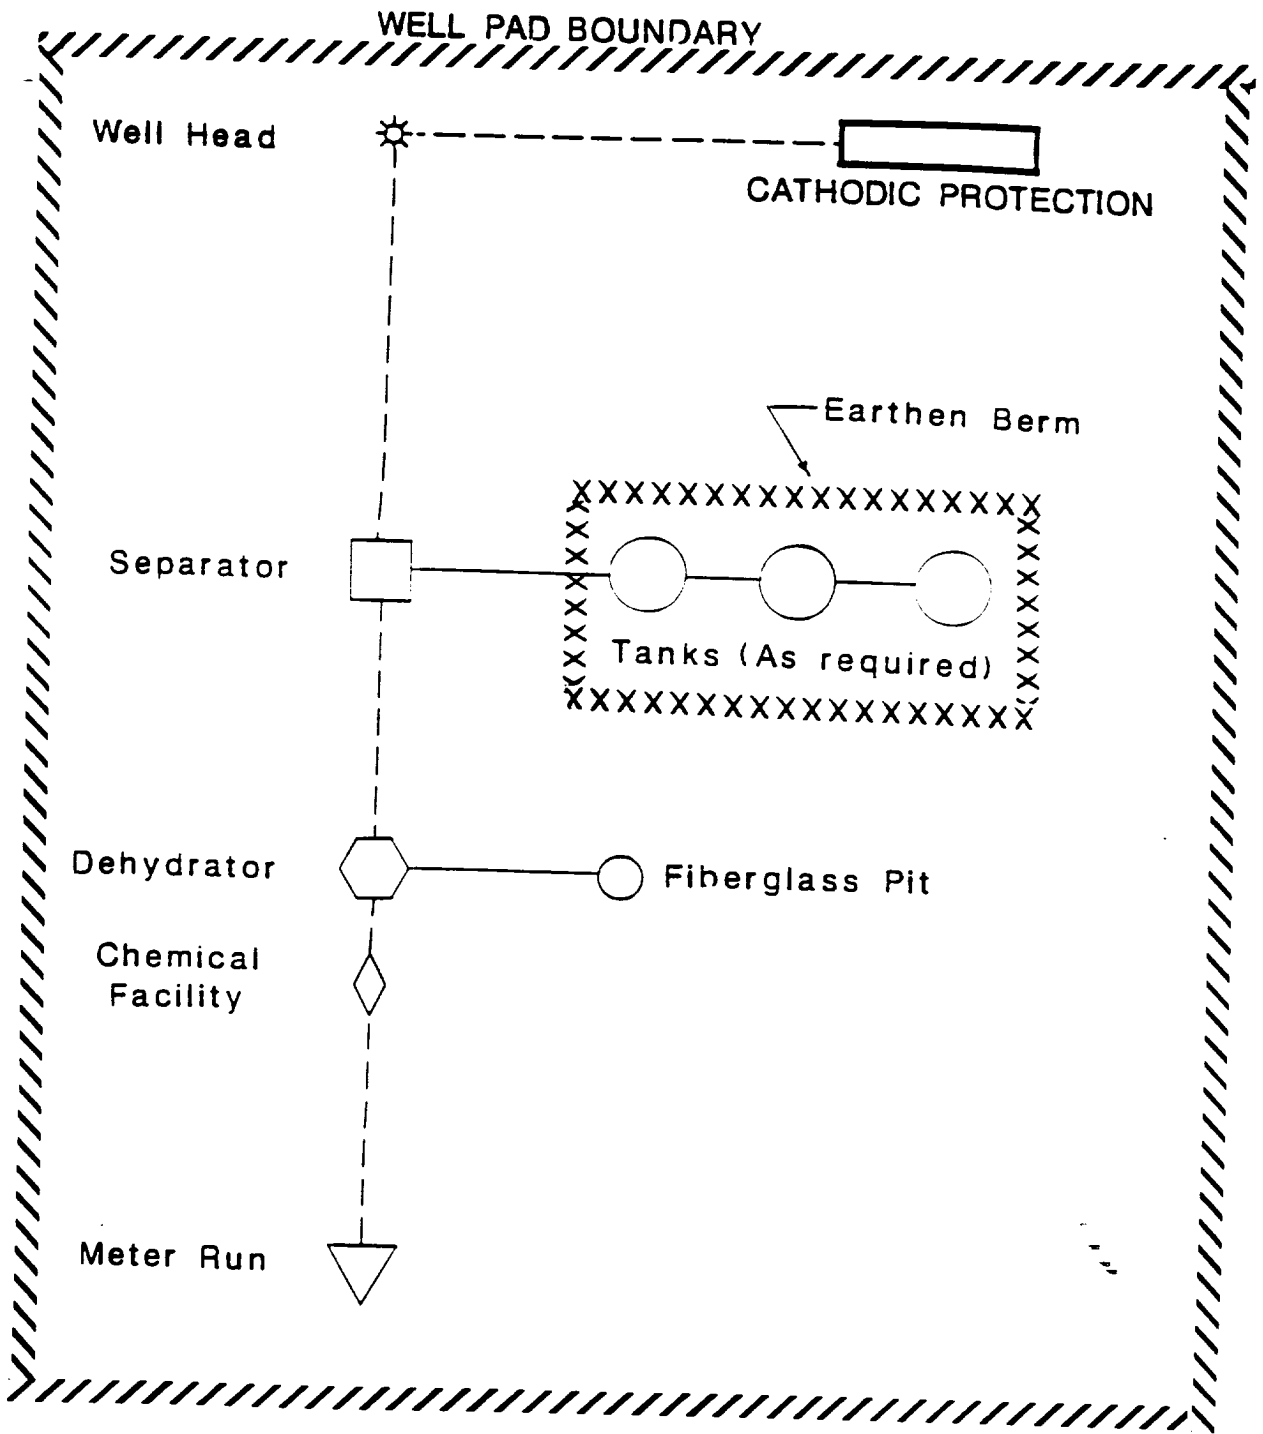 WELL PAD BOUNDARY
Well Head
CATHODIC PROTECTION
Earthen Berm
Separator
Tanks (As required)
Dehydrator
Fiberglass Pit
Chemical
Facility
Meter Run